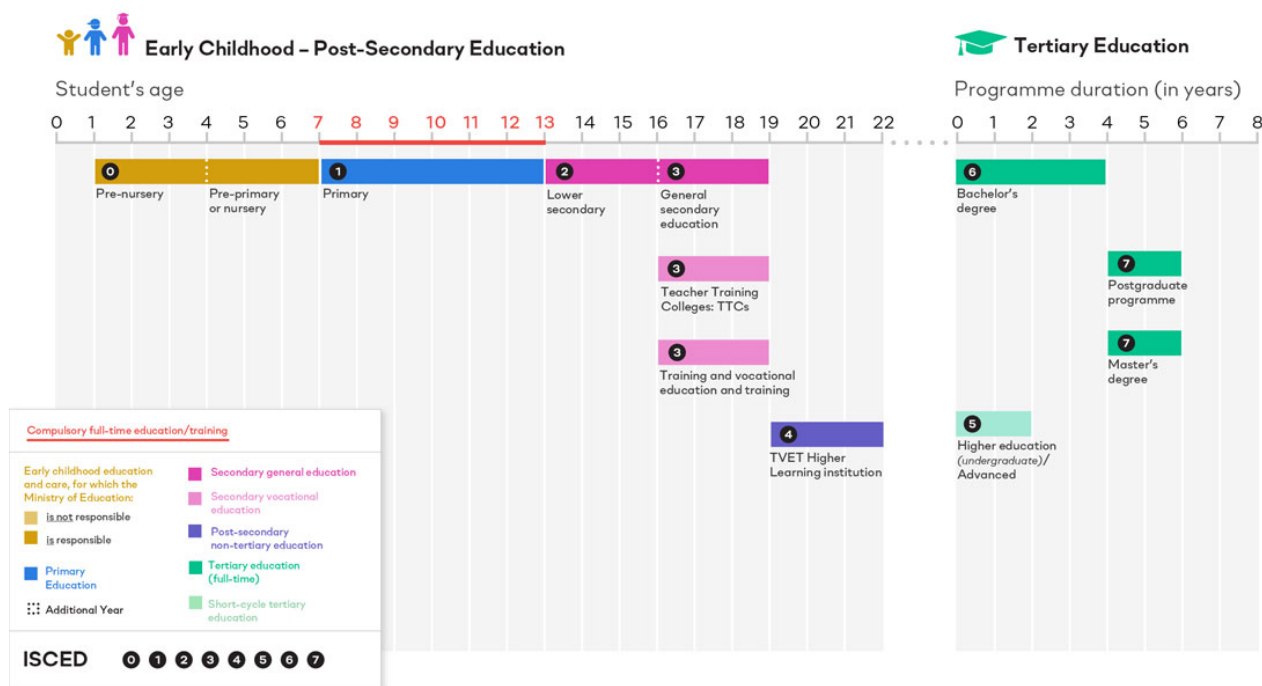 Early Childhood – Post-Secondary Education
Tertiary Education
Student's age
Programme duration (in years)
0 1 2 3 4 5 6 7 8 9 10 11 12 13 14 15 16 17 18 19 20 21 22
0 1 2 3 4 5 6 7 8
0 1 2 3 6
Pre-nursery
Pre-primary
or nursery
Primary
Lower
secondary
General
secondary
education
Bachelor's
degree
3
Teacher Training
Colleges: TTCs
7
Postgraduate
programme
3
Training and vocational
education and training
7
Master's
degree
4
TVET Higher
Learning institution
5
Higher education
(undergraduate)/
Advanced
Compulsory full-time education/training
Early childhood education
and care, for which the
Ministry of Education:
is not responsible
is responsible
Primary
Education
Additional Year
Secondary general education
Secondary vocational
education
Post-secondary
non-tertiary education
Tertiary education
(full-time)
Short-cycle tertiary
education
ISCED 0 1 2 3 4 5 6 7